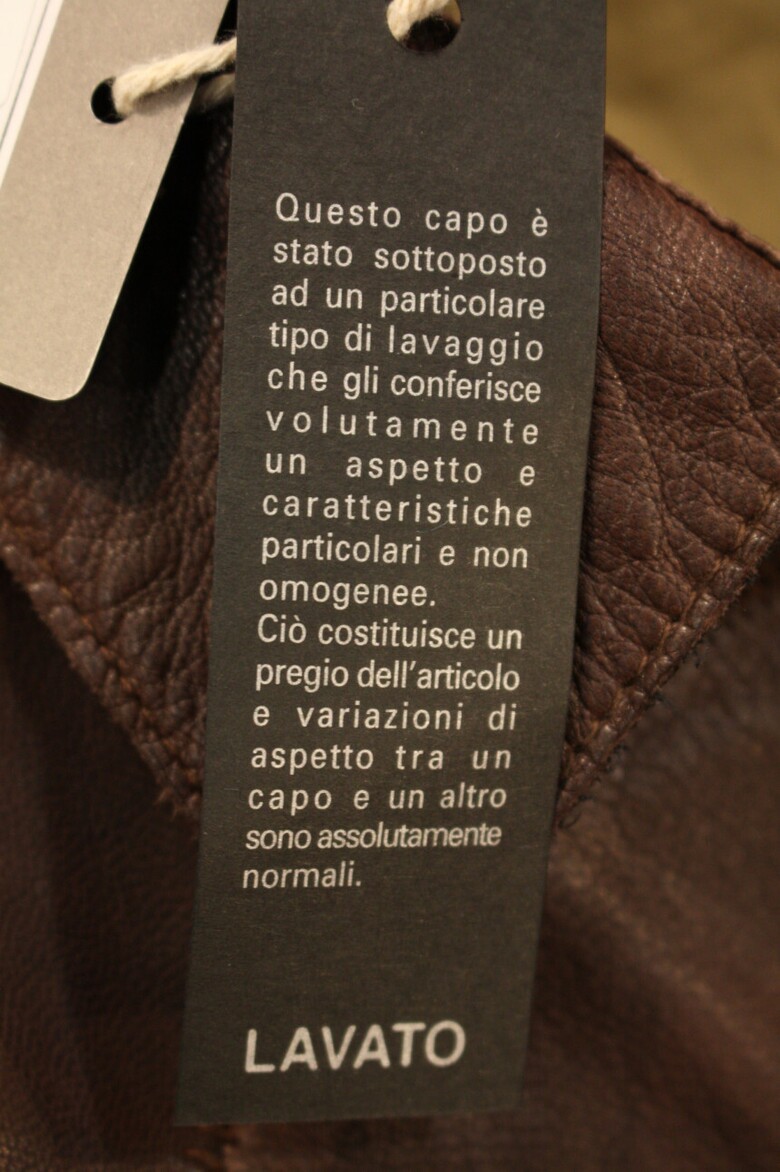 Questo capo è
stato sottoposto
ad un particolare
tipo di lavaggio
che gli conferisce
volutamente
un aspetto e
caratteristiche
particolari e non
omogenee.
Ciò costituisce un
pregio dell'articolo
e variazioni di
aspetto tra un
capo e un altro
sono assolutamente
normali.
LAVATO